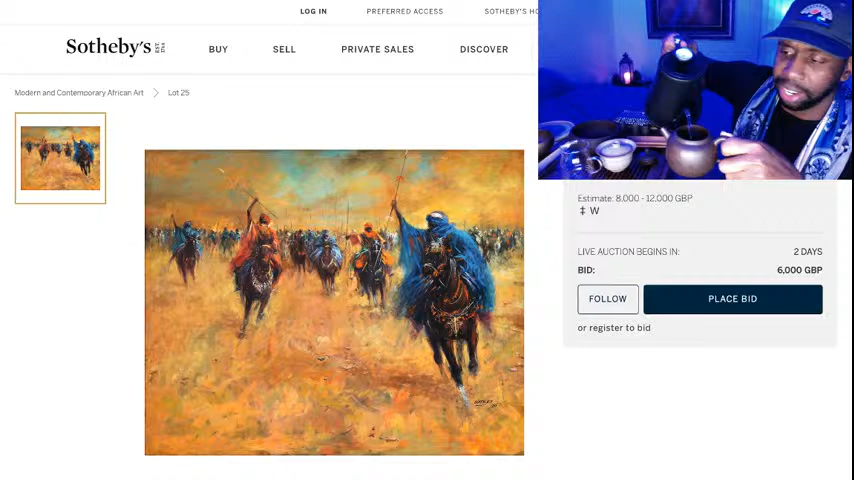 LOG IN
PREFERRED ACCESS
SOTHEBY'S
Sotheby's EST. 1744
BUY
SELL
PRIVATE SALES
DISCOVER
Modern and Contemporary African Art
Lot 25
Estimate: 8,000 - 12,000 GBP
‡ W
LIVE AUCTION BEGINS IN:
2 DAYS
BID:
6,000 GBP
FOLLOW
PLACE BID
or register to bid